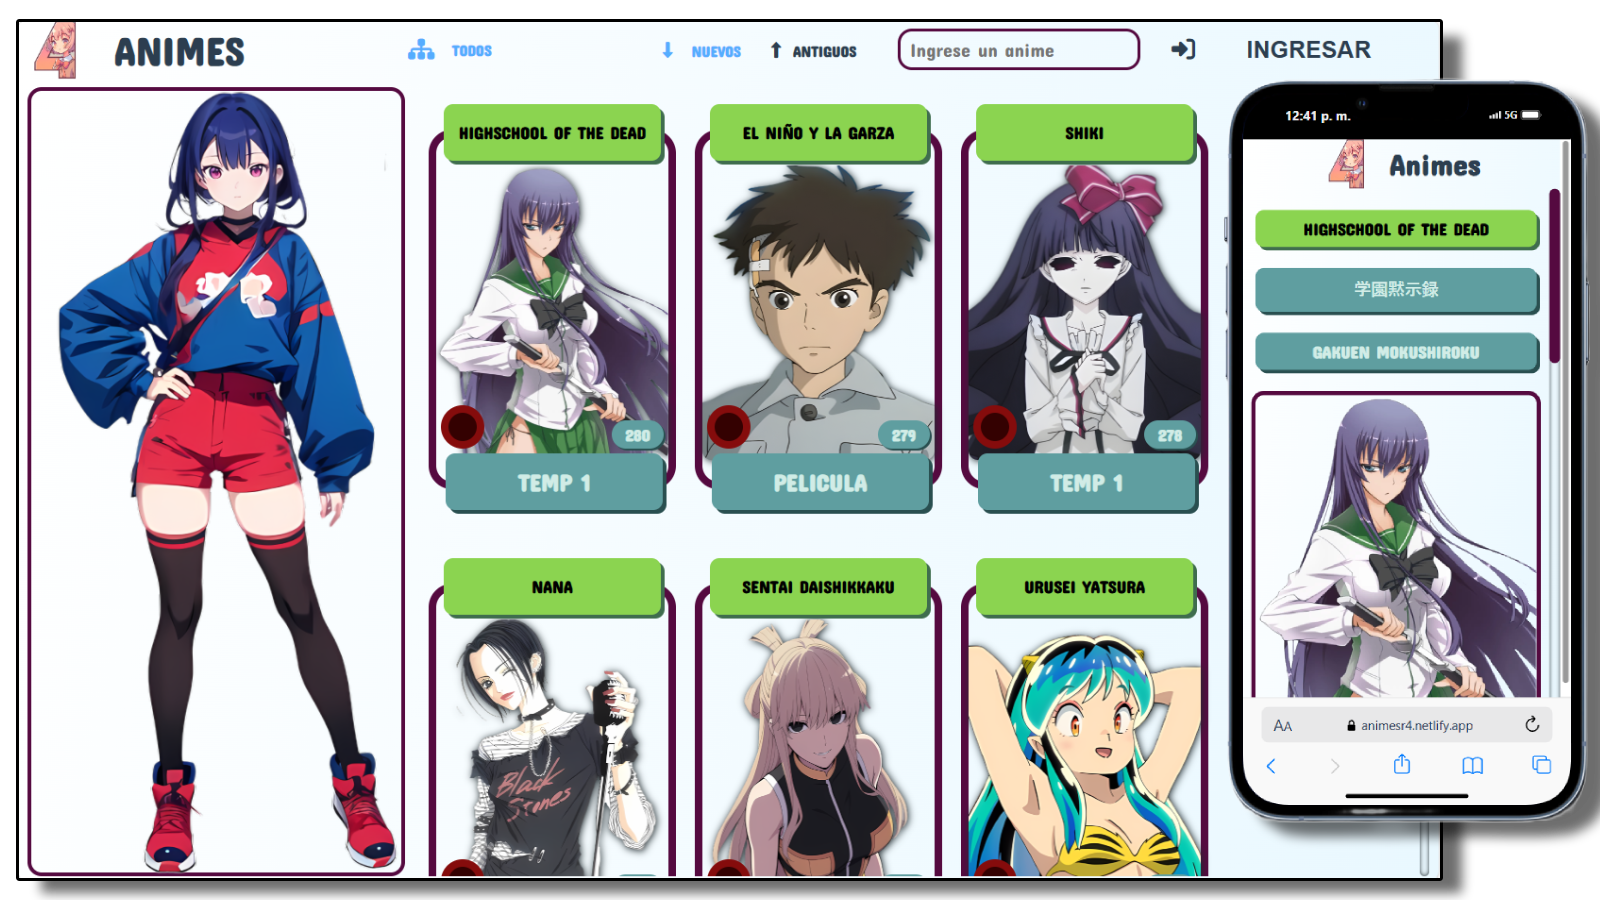 ANIMES
TODOS
NUEVOS
ANTIGUOS
Ingrese un anime
INGRESAR
HIGHSCHOOL OF THE DEAD
280
TEMP 1
EL NIÑO Y LA GARZA
279
PELICULA
SHIKI
278
TEMP 1
NANA
Black
Stones
SENTAI DAISHIKKAKU
URUSEI YATSURA
12:41 p. m.
5G
Animes
HIGHSCHOOL OF THE DEAD
学園黙示録
GAKUEN MOKUSHIROKU
AA
animesr4.netlify.app